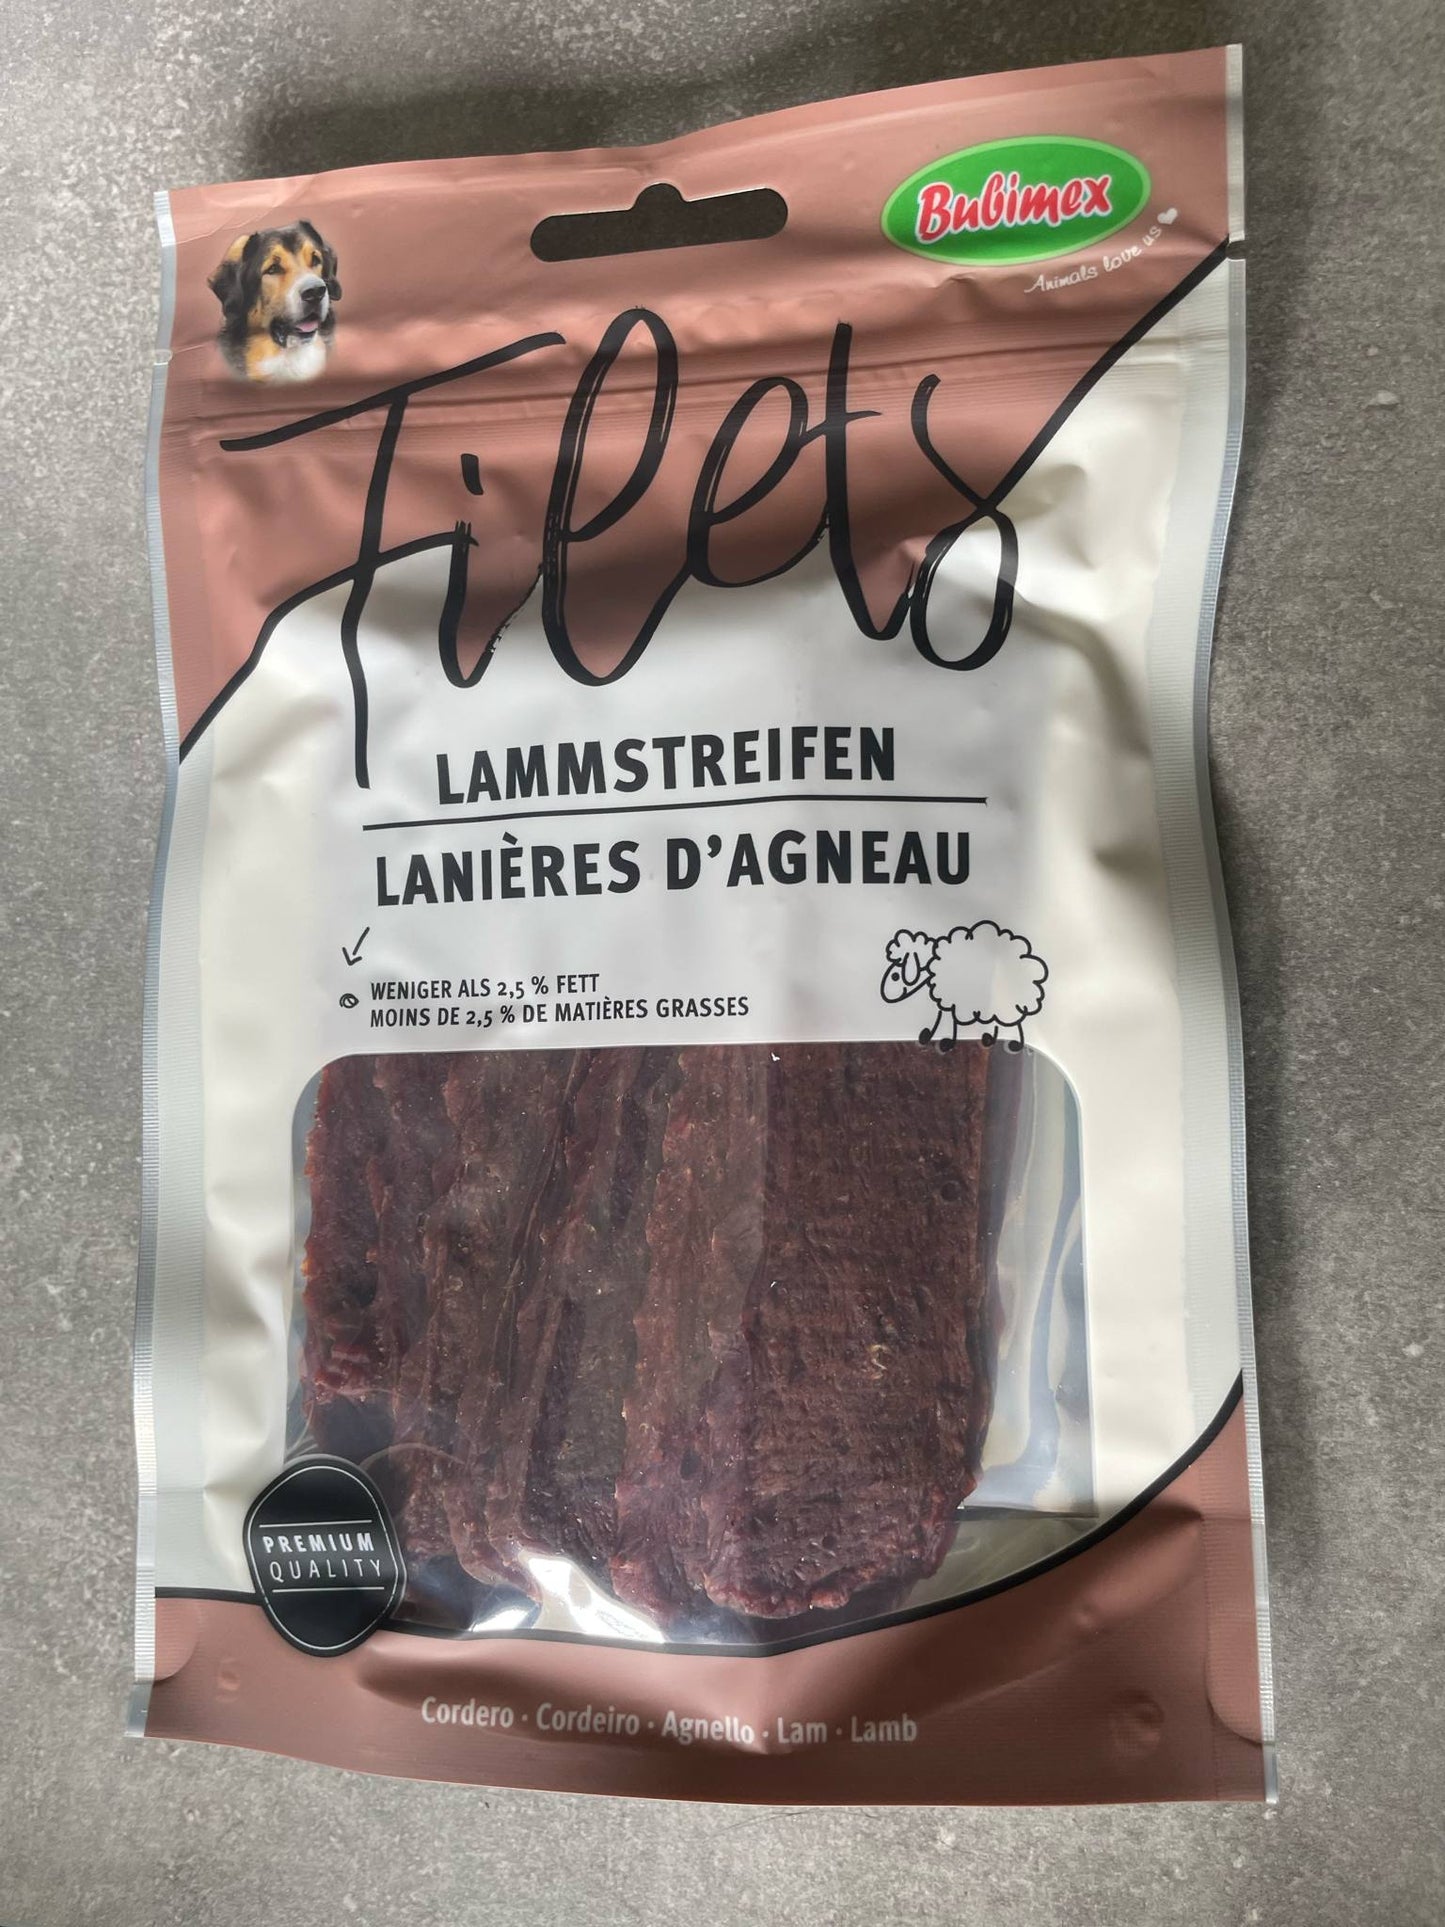 Bubimex
Animals love us
Filets
LAMMSTREIFEN
LANIÈRES D'AGNEAU
WENIGER ALS 2,5 % FETT
MOINS DE 2,5 % DE MATIÈRES GRASSES
PREMIUM
QUALITY
Cordero · Cordeiro · Agnello · Lam · Lamb